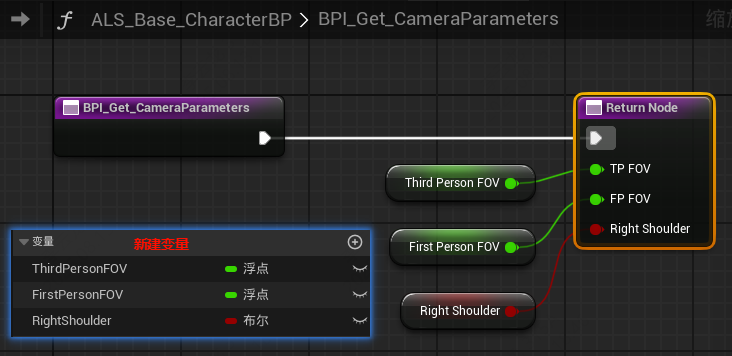 ALS_Base_CharacterBP > BPI_Get_CameraParameters
缩放
BPI_Get_CameraParameters
Return Node
Third Person FOV
TP FOV
FP FOV
First Person FOV
Right Shoulder
变量
新建变量
ThirdPersonFOV
浮点
FirstPersonFOV
浮点
RightShoulder
布尔
Right Shoulder